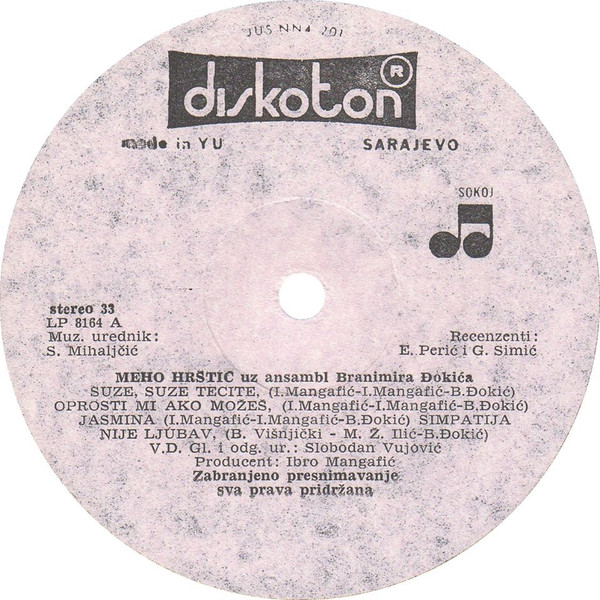 JUS NN4 201
diskoton ®
made in YU SARAJEVO
SOKOJ
stereo 33
LP 8164 A
Muz. urednik: Recenzenti:
S. Mihaljčić E. Perić i G. Simić
MEHO HRŠTIĆ uz ansambl Branimira Đokića
SUZE, SUZE TECITE, (I.Mangafić-I.Mangafić-B.Đokić)
OPROSTI MI AKO MOŽEŠ, (I.Mangafić-I.Mangafić-B.Đokić)
JASMINA (I.Mangafić-I.Mangafić-B.Đokić) SIMPATIJA
NIJE LJUBAV, (B. Višnjički - M. Ž. Ilić-B.Đokić)
V.D. Gl. i odg. ur.: Slobodan Vujović
Producent: Ibro Mangafić
Zabranjeno presnimavanje
sva prava pridržana